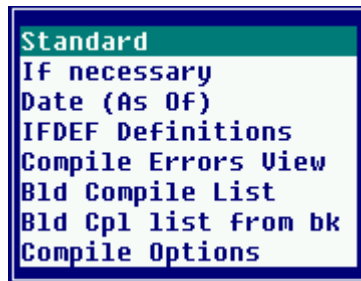 Standard
If necessary
Date (As Of)
IFDEF Definitions
Compile Errors View
Bld Compile List
Bld Cpl list from bk
Compile Options